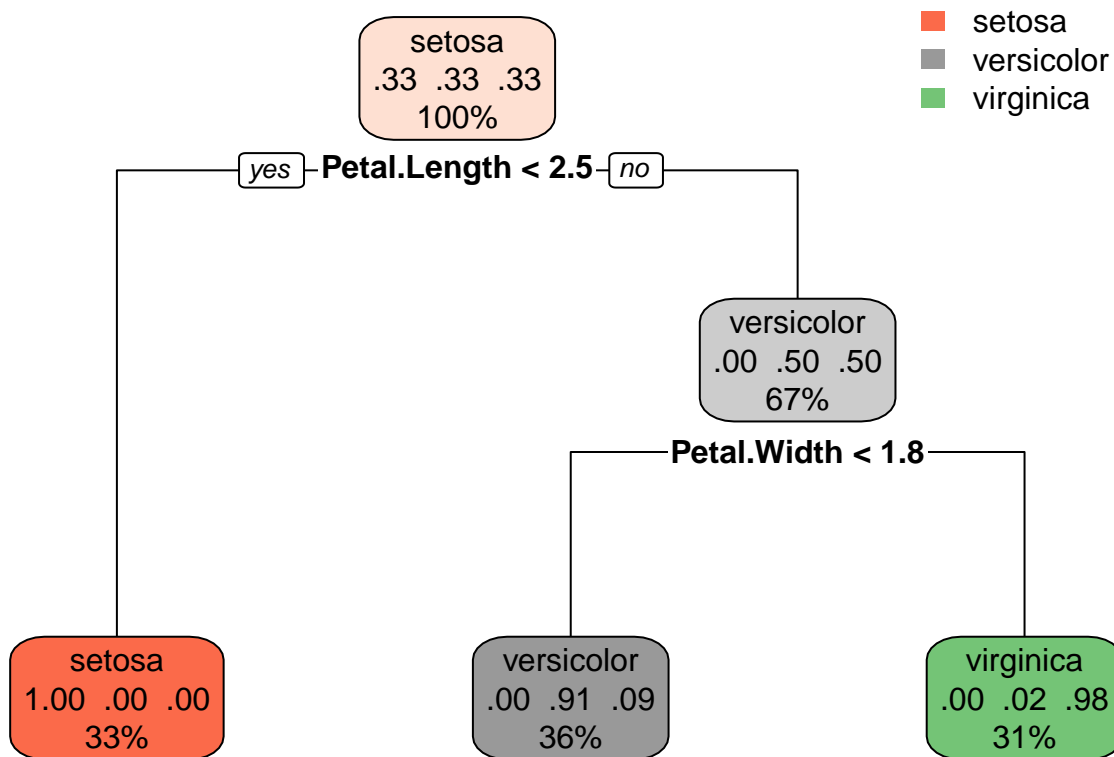 setosa
.33 .33 .33
100%
setosa
versicolor
virginica
yes Petal.Length < 2.5 no
versicolor
.00 .50 .50
67%
Petal.Width < 1.8
setosa
1.00 .00 .00
33%
versicolor
.00 .91 .09
36%
virginica
.00 .02 .98
31%